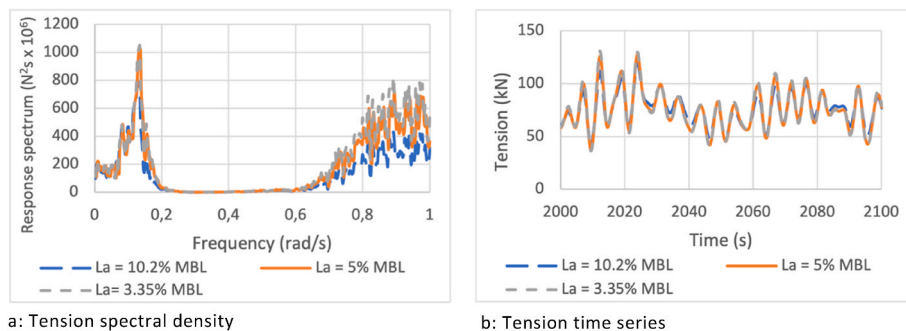 1200
1000
800
600
400
200
0
Response spectrum (N²s x 10⁶)
0 0,2 0,4 0,6 0,8 1
Frequency (rad/s)
La = 10.2% MBL La = 5% MBL
La= 3.35% MBL
a: Tension spectral density
150
100
50
0
Tension (kN)
2000 2020 2040 2060 2080 2100
Time (s)
La = 10.2% MBL La = 5% MBL
La = 3.35% MBL
b: Tension time series